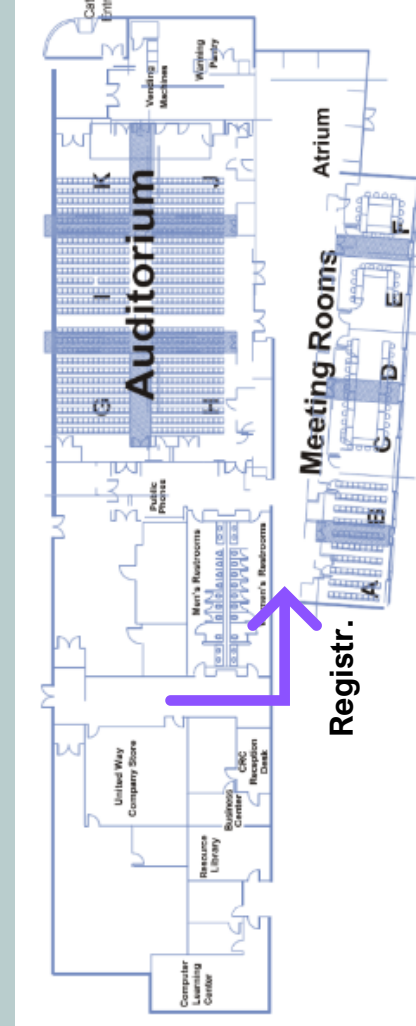 Vending
Machines
Warming
Pantry
K
J
Auditorium
I
G
H
Atrium
F
E
Meeting Rooms
D
C
B
A
Public
Phones
Men's Restrooms
Women's Restrooms
Registr.
United Way
Company Store
CRC
Reception
Desk
Business
Center
Resource
Library
Computer
Learning
Center